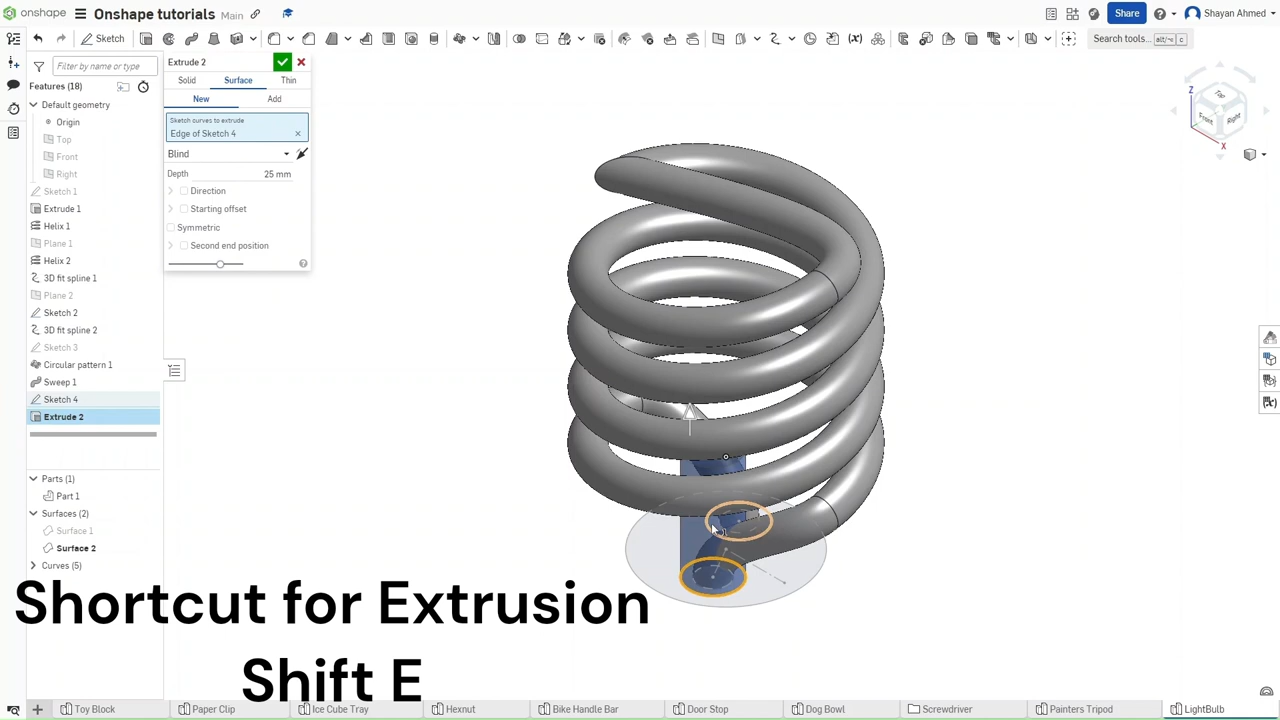 onshape
Onshape tutorials
Main
Share
Shayan Ahmed
Sketch
Search tools...
alt/⌥
c
Filter by name or type
Features (18)
Default geometry
Origin
Top
Front
Right
Sketch 1
Extrude 1
Helix 1
Plane 1
Helix 2
3D fit spline 1
Plane 2
Sketch 2
3D fit spline 2
Sketch 3
Circular pattern 1
Sweep 1
Sketch 4
Extrude 2
Parts (1)
Part 1
Surfaces (2)
Surface 1
Surface 2
Curves (5)
Extrude 2
Solid
Surface
Thin
New
Add
Sketch curves to extrude
Edge of Sketch 4
Blind
Depth
25 mm
Direction
Starting offset
Symmetric
Second end position
Z
Top
Front
Right
X
Shortcut for Extrusion
Shift E
Toy Block
Paper Clip
Ice Cube Tray
Hexnut
Bike Handle Bar
Door Stop
Dog Bowl
Screwdriver
Painters Tripod
LightBulb